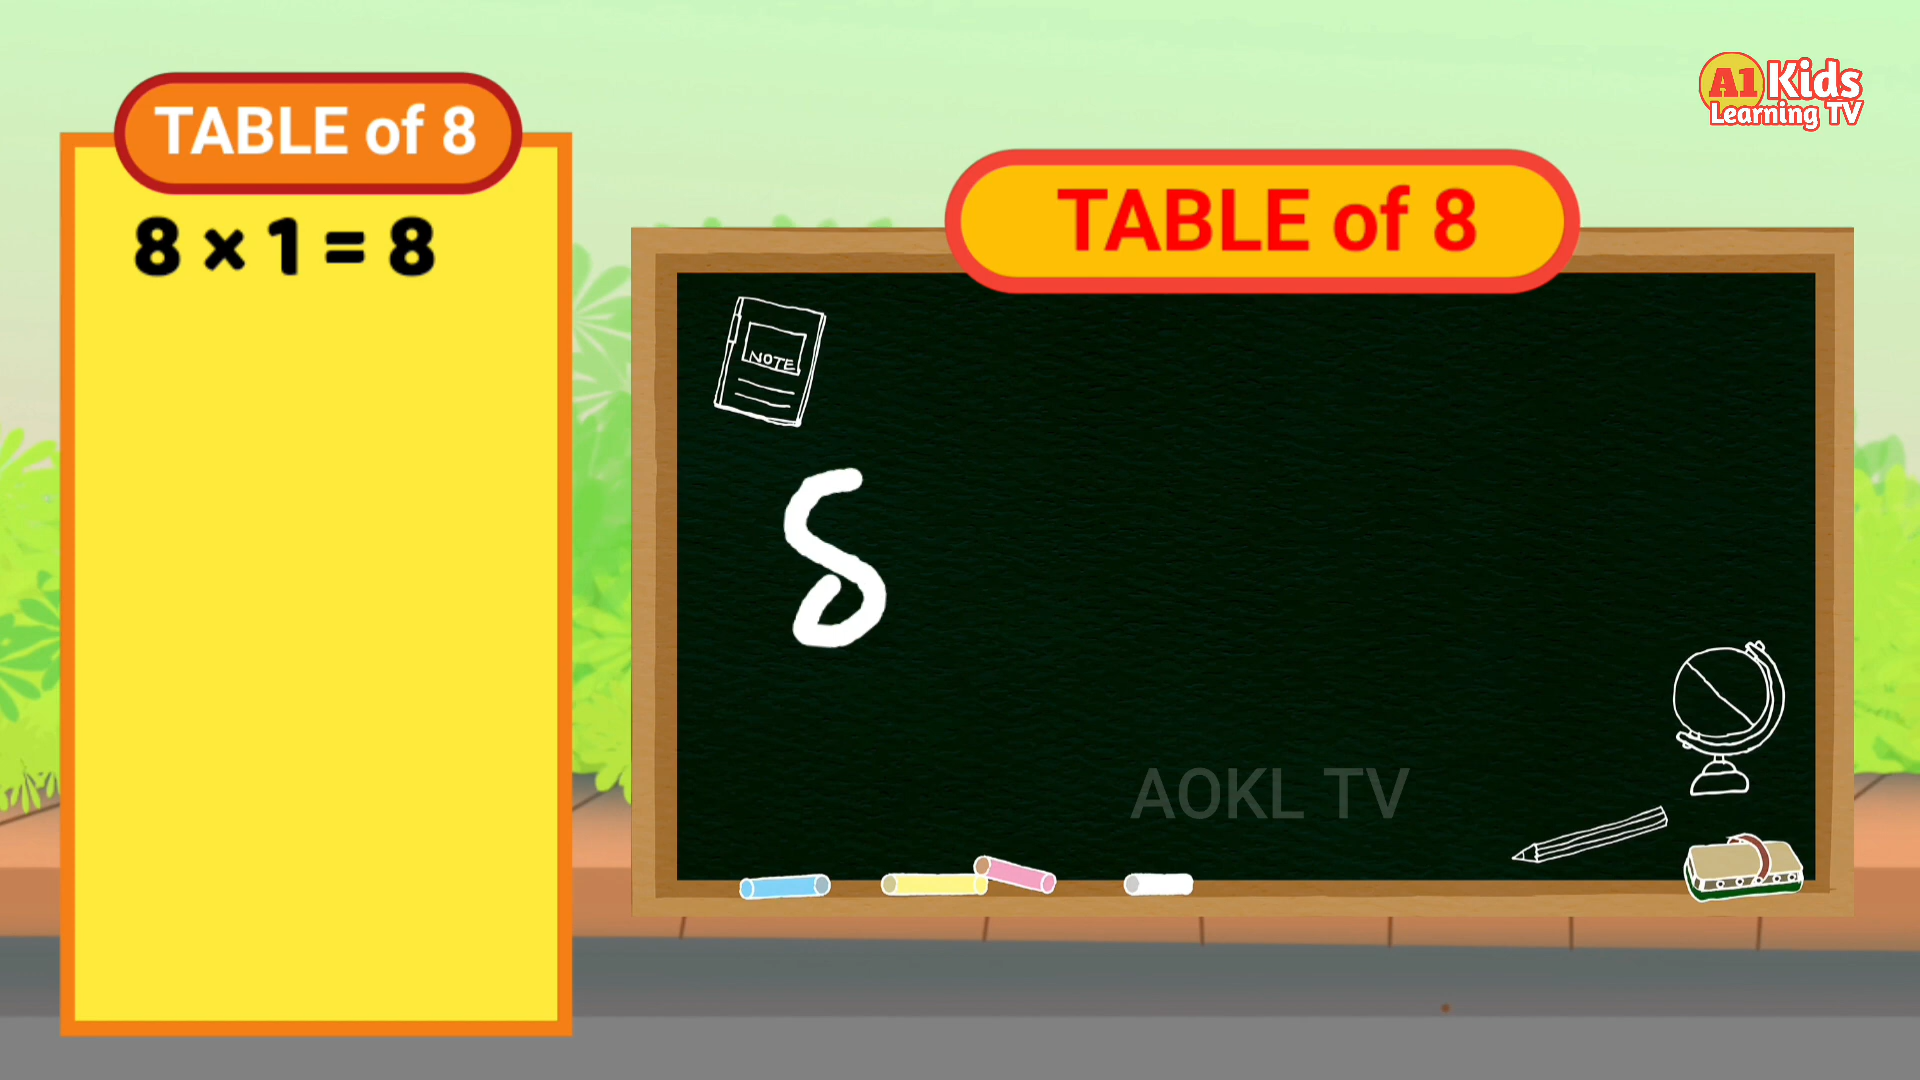 TABLE of 8
8 × 1 = 8
A1 Kids
Learning TV
TABLE of 8
NOTE
8
AOKL TV